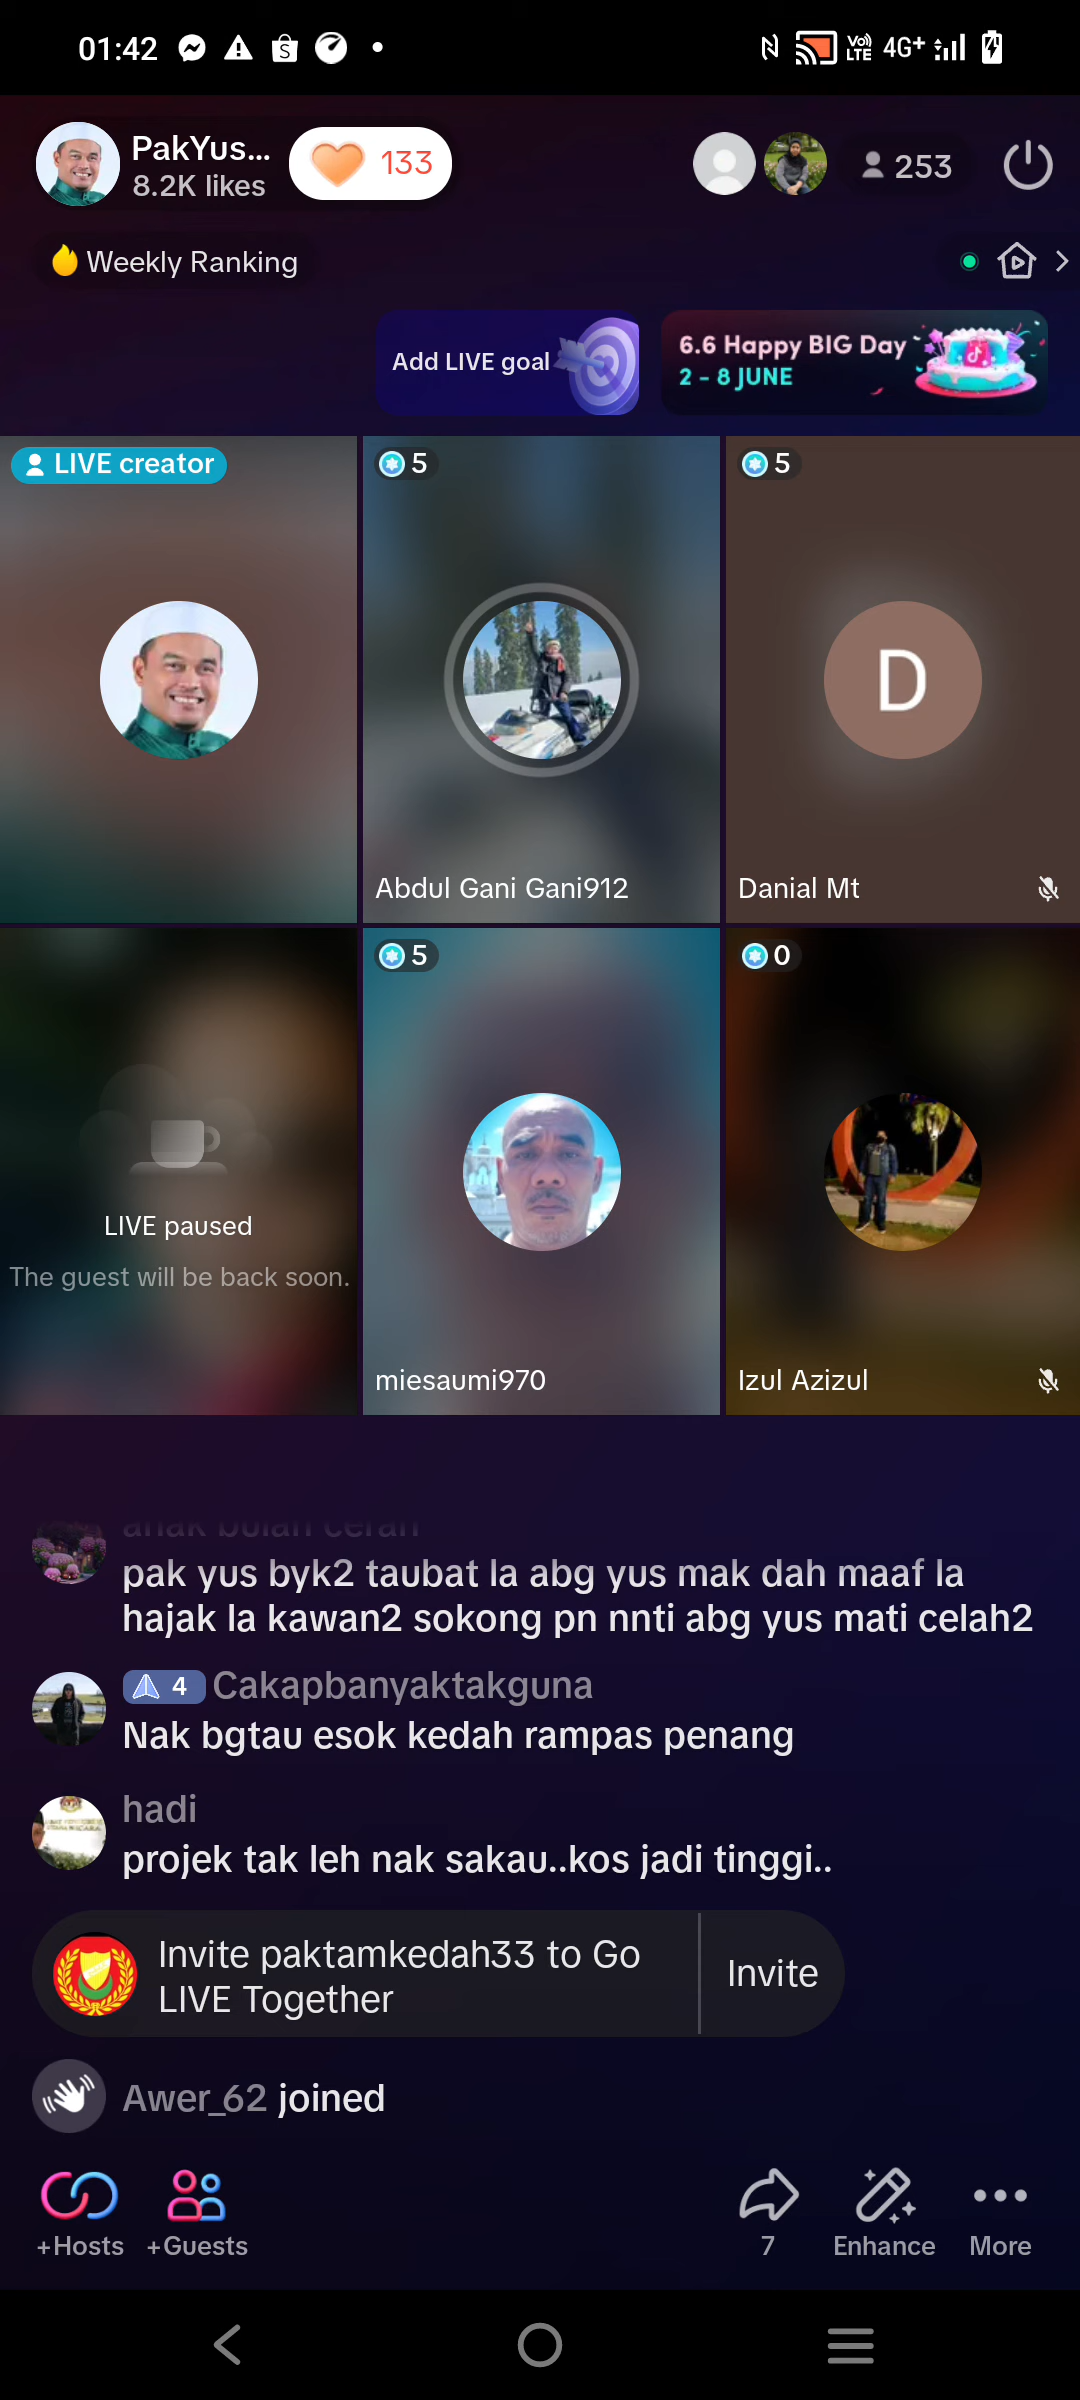 01:42
4G+
PakYus...
8.2K likes
133
253
Weekly Ranking
Add LIVE goal
6.6 Happy BIG Day
2 - 8 JUNE
LIVE creator
5
5
D
Abdul Gani Gani912
Danial Mt
5
0
LIVE paused
The guest will be back soon.
miesaumi970
Izul Azizul
pak yus byk2 taubat la abg yus mak dah maaf la
hajak la kawan2 sokong pn nnti abg yus mati celah2
4 Cakapbanyaktakguna
Nak bgtau esok kedah rampas penang
hadi
projek tak leh nak sakau..kos jadi tinggi..
Invite paktamkedah33 to Go
LIVE Together
Invite
Awer_62 joined
+Hosts
+Guests
7
Enhance
More